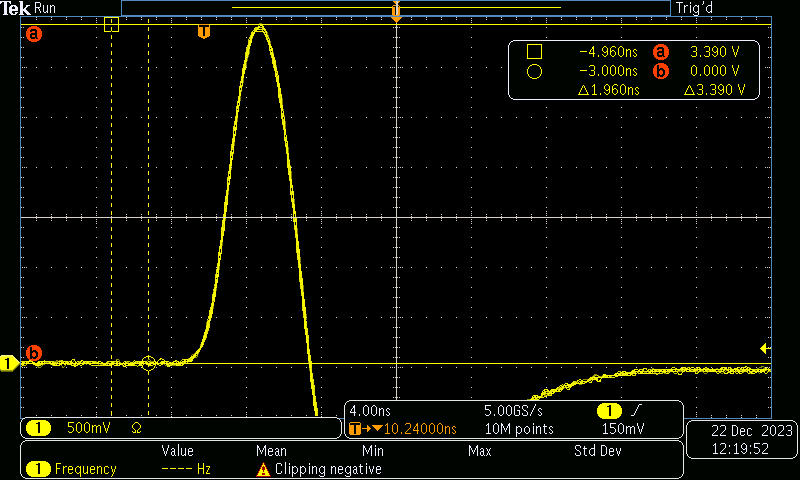 Tek Run Trig'd
a
T
T
−4.960ns a 3.390 V
−3.000ns b 0.000 V
△1.960ns △3.390 V
b
1
1 500mV Ω
4.00ns 5.00GS/s 1
T→▼10.24000ns 10M points 150mV
22 Dec 2023
12:19:52
Value Mean Min Max Std Dev
1 Frequency −−−− Hz Clipping negative